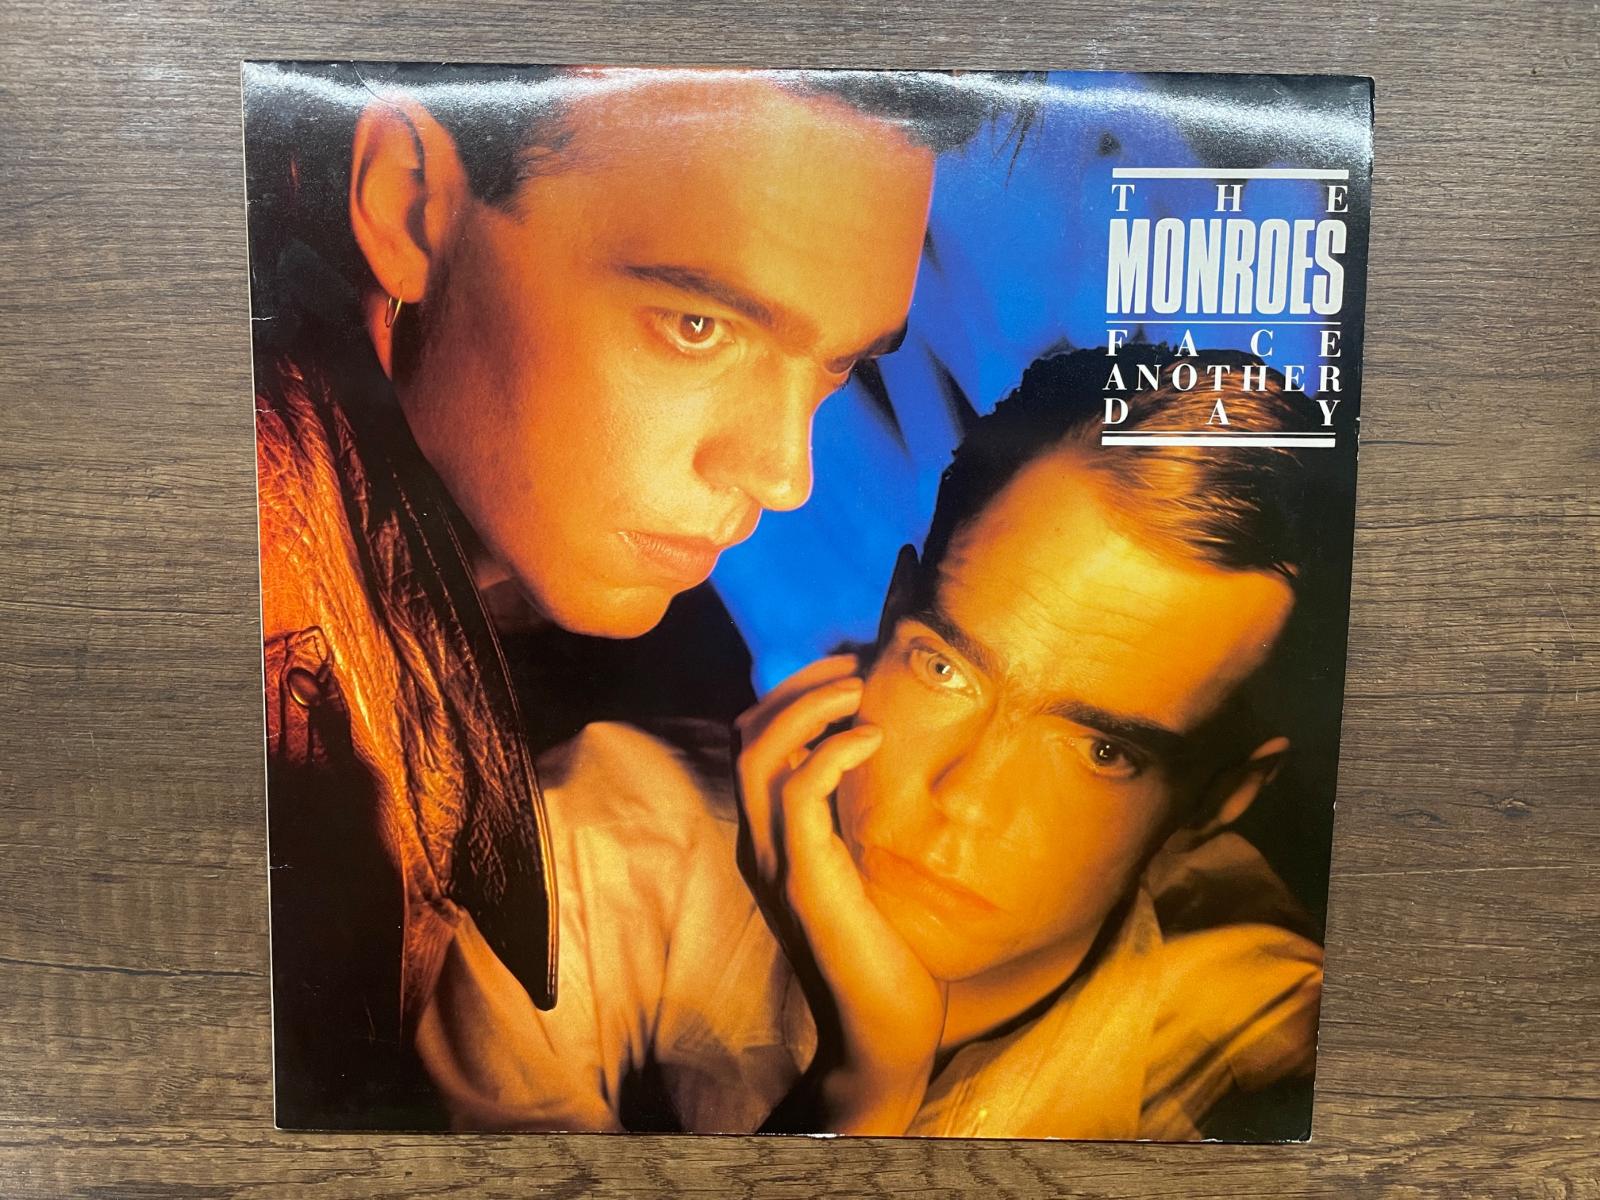 THE
MONROES
FACE
ANOTHER
DAY